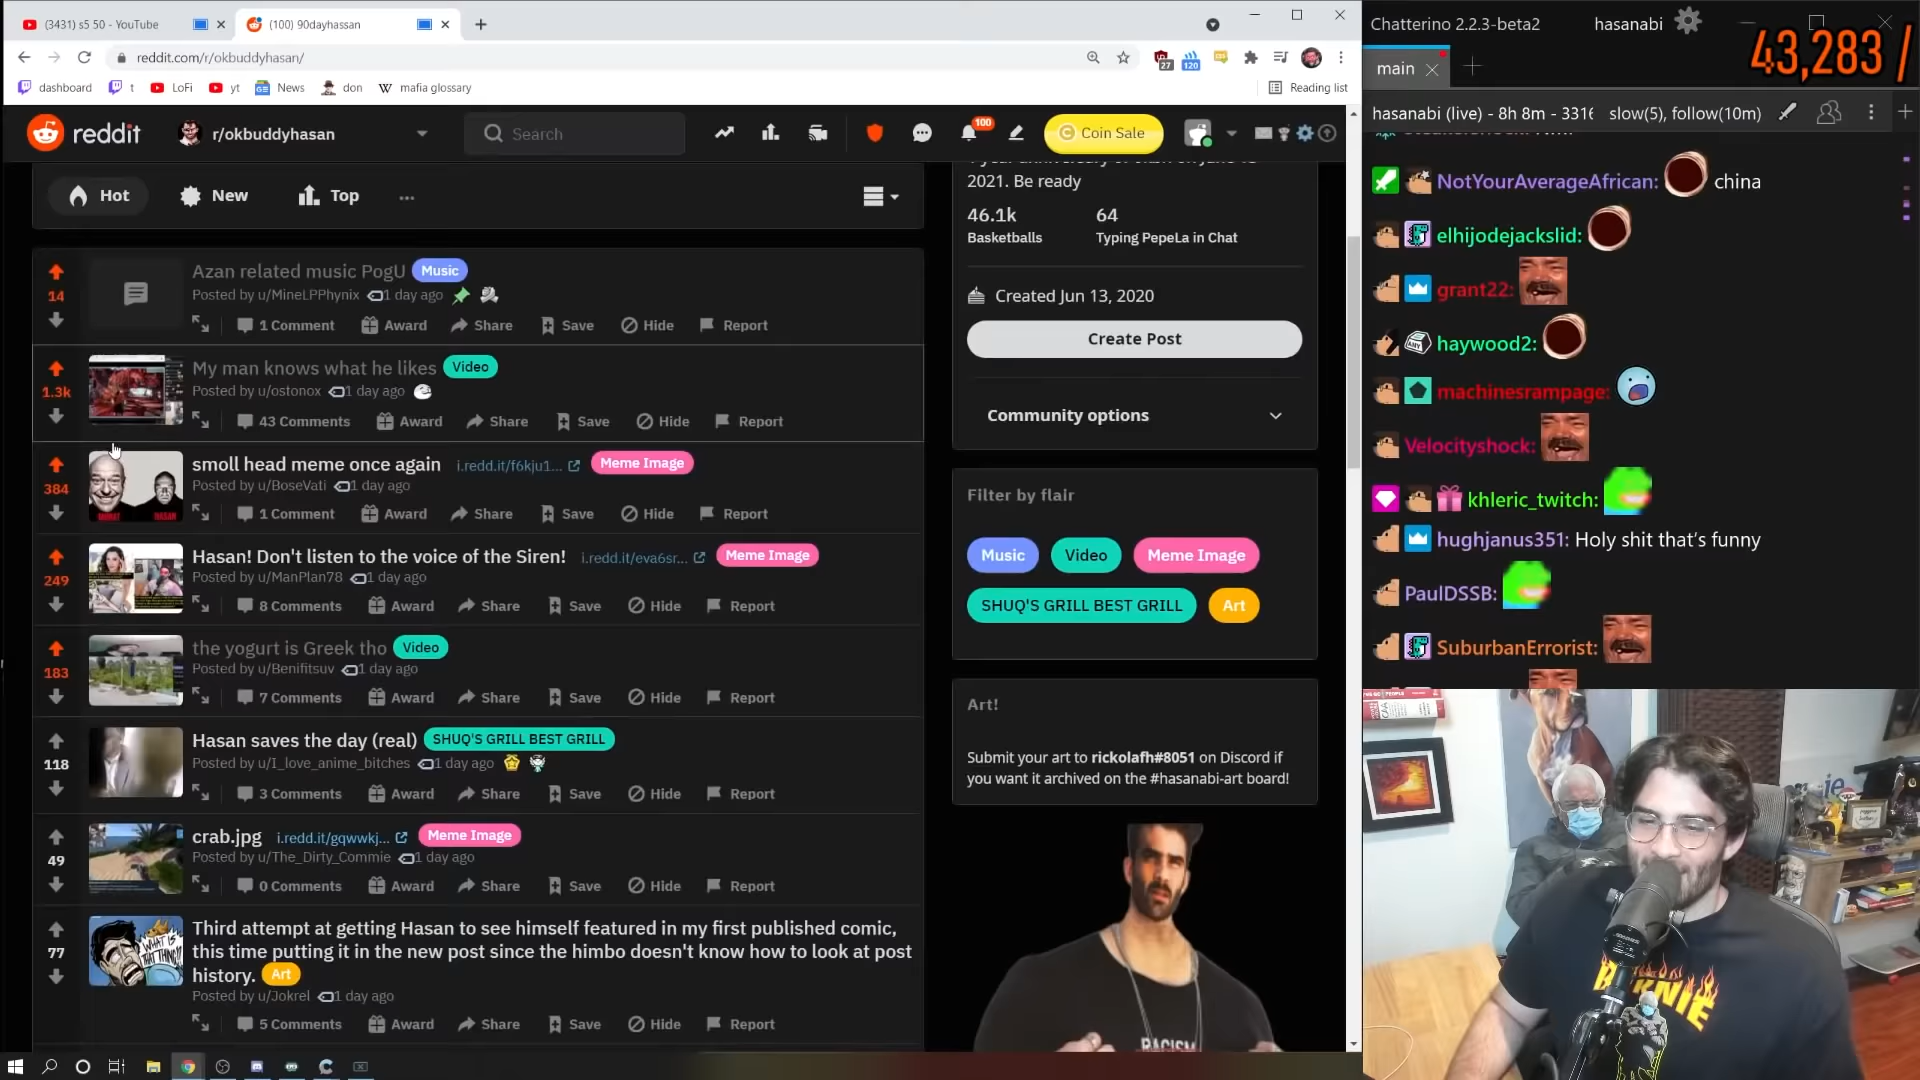 (3431) s5 50 - YouTube
(100) 90dayhassan
reddit.com/r/okbuddyhasan/
27
120
dashboard
t
LoFi
yt
News
don
mafia glossary
Reading list
reddit
r/okbuddyhasan
Search
100
Coin Sale
Hot
New
Top
...
Azan related music PogU Music
14
Posted by u/MineLPPhynix 1 day ago
1 Comment Award Share Save Hide Report
My man knows what he likes Video
1.3k
Posted by u/ostonox 1 day ago
43 Comments Award Share Save Hide Report
smoll head meme once again i.redd.it/f6kju1... Meme Image
384
Posted by u/BoseVati 1 day ago
HASAN
1 Comment Award Share Save Hide Report
Hasan! Don't listen to the voice of the Siren! i.redd.it/eva6sr... Meme Image
249
Posted by u/ManPlan78 1 day ago
8 Comments Award Share Save Hide Report
the yogurt is Greek tho Video
183
Posted by u/Benifitsuv 1 day ago
7 Comments Award Share Save Hide Report
Hasan saves the day (real) SHUQ'S GRILL BEST GRILL
118
Posted by u/I_love_anime_bitches 1 day ago
3 Comments Award Share Save Hide Report
crab.jpg i.redd.it/gqwwkj... Meme Image
49
Posted by u/The_Dirty_Commie 1 day ago
0 Comments Award Share Save Hide Report
Third attempt at getting Hasan to see himself featured in my first published comic,
77
this time putting it in the new post since the himbo doesn't know how to look at post
history. Art
WHAT IS THAT THING!!
Posted by u/Jokrel 1 day ago
5 Comments Award Share Save Hide Report
2021. Be ready
46.1k 64
Basketballs Typing PepeLa in Chat
Created Jun 13, 2020
Create Post
Community options
Filter by flair
Music Video Meme Image
SHUQ'S GRILL BEST GRILL Art
Art!
Submit your art to rickolafh#8051 on Discord if
you want it archived on the #hasanabi-art board!
RACISM
Chatterino 2.2.3-beta2
hasanabi
43,283 /
main
hasanabi (live) - 8h 8m - 3316 slow(5), follow(10m)
NotYourAverageAfrican: china
elhijodejackslid:
grant22:
haywood2:
machinesrampage:
Velocityshock:
khleric_twitch:
hughjanus351: Holy shit that's funny
PaulDSSB:
SuburbanErrorist:
BERNIE